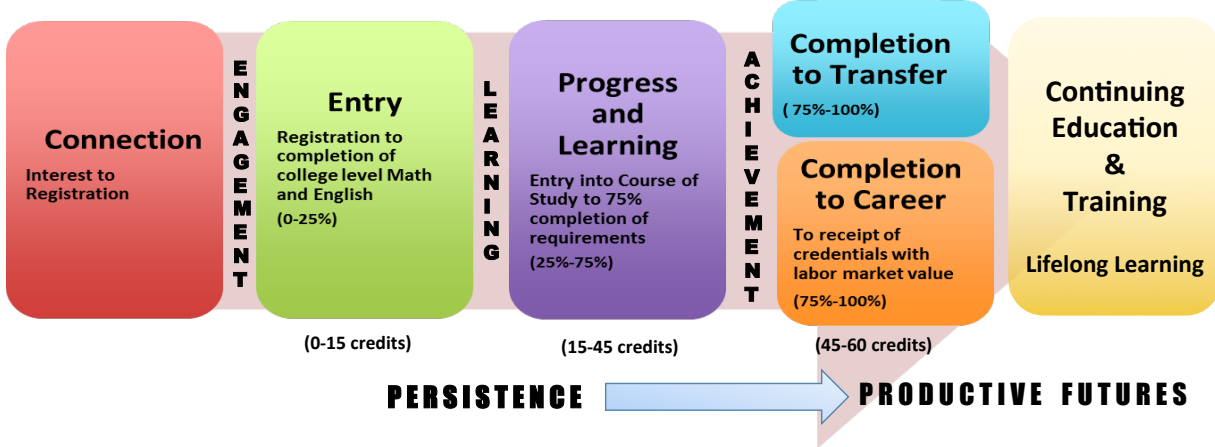 Connection
Interest to
Registration
ENGAGEMENT
Entry
Registration to
completion of
college level Math
and English
(0-25%)
(0-15 credits)
LEARNING
Progress
and
Learning
Entry into Course of
Study to 75%
completion of
requirements
(25%-75%)
(15-45 credits)
ACHIEVEMENT
Completion
to Transfer
( 75%-100%)
Completion
to Career
To receipt of
credentials with
labor market value
(75%-100%)
(45-60 credits)
Continuing
Education
&
Training
Lifelong Learning
PERSISTENCE
PRODUCTIVE FUTURES